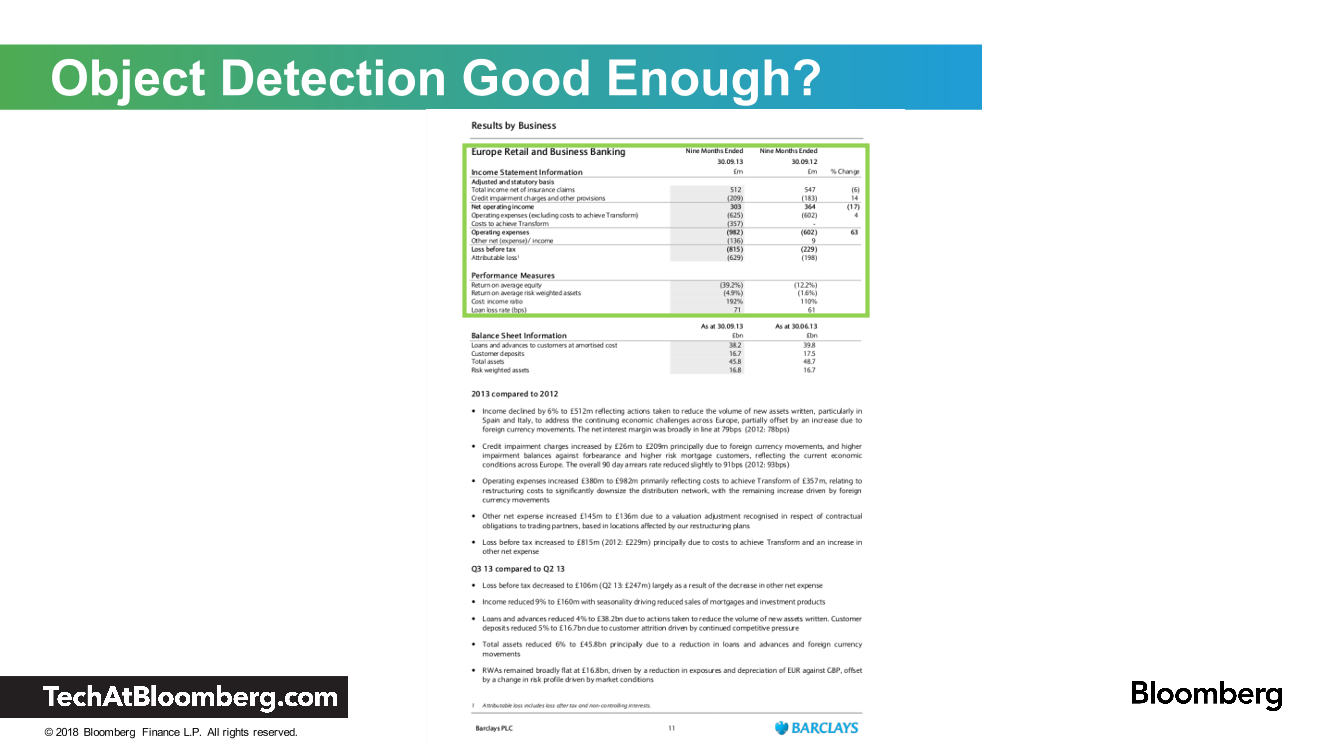 Object Detection Good Enough?
Results by Business
Europe Retail and Business Banking Nine Months Ended Nine Months Ended
30.09.13 30.09.12
Income Statement Information £m £m % Change
Adjusted and statutory basis
Total income net of insurance claims 512 547 (6)
Credit impairment charges and other provisions (209) (183) 14
Net operating income 303 364 (17)
Operating expenses (excluding costs to achieve Transform) (625) (602) 4
Costs to achieve Transform (357) -
Operating expenses (982) (602) 63
Other net (expense)/ income (136) 9
Loss before tax (815) (229)
Attributable loss¹ (629) (198)
Performance Measures
Return on average equity (39.2%) (12.2%)
Return on average risk weighted assets (4.9%) (1.6%)
Cost: income ratio 192% 110%
Loan loss rate (bps) 71 61
As at 30.09.13 As at 30.06.13
Balance Sheet Information £bn £bn
Loans and advances to customers at amortised cost 38.2 39.8
Customer deposits 16.7 17.5
Total assets 45.8 48.7
Risk weighted assets 16.8 16.7
2013 compared to 2012
• Income declined by 6% to £512m reflecting actions taken to reduce the volume of new assets written, particularly in
Spain and Italy, to address the continuing economic challenges across Europe, partially offset by an increase due to
foreign currency movements. The net interest margin was broadly in line at 79bps (2012: 78bps)
• Credit impairment charges increased by £26m to £209m principally due to foreign currency movements, and higher
impairment balances against forbearance and higher risk mortgage customers, reflecting the current economic
conditions across Europe. The overall 90 day arrears rate reduced slightly to 91bps (2012: 93bps)
• Operating expenses increased £380m to £982m primarily reflecting costs to achieve Transform of £357m, relating to
restructuring costs to significantly downsize the distribution network, with the remaining increase driven by foreign
currency movements
• Other net expense increased £145m to £136m due to a valuation adjustment recognised in respect of contractual
obligations to trading partners, based in locations affected by our restructuring plans
• Loss before tax increased to £815m (2012: £229m) principally due to costs to achieve Transform and an increase in
other net expense
Q3 13 compared to Q2 13
• Loss before tax decreased to £106m (Q2 13: £247m) largely as a result of the decrease in other net expense
• Income reduced 9% to £160m with seasonality driving reduced sales of mortgages and investment products
• Loans and advances reduced 4% to £38.2bn due to actions taken to reduce the volume of new assets written. Customer
deposits reduced 5% to £16.7bn due to customer attrition driven by continued competitive pressure
• Total assets reduced 6% to £45.8bn principally due to a reduction in loans and advances and foreign currency
movements
• RWAs remained broadly flat at £16.8bn, driven by a reduction in exposures and depreciation of EUR against GBP, offset
by a change in risk profile driven by market conditions
1 Attributable loss includes loss after tax and non-controlling interests.
Barclays PLC 11 BARCLAYS
TechAtBloomberg.com
Bloomberg
© 2018 Bloomberg Finance L.P. All rights reserved.